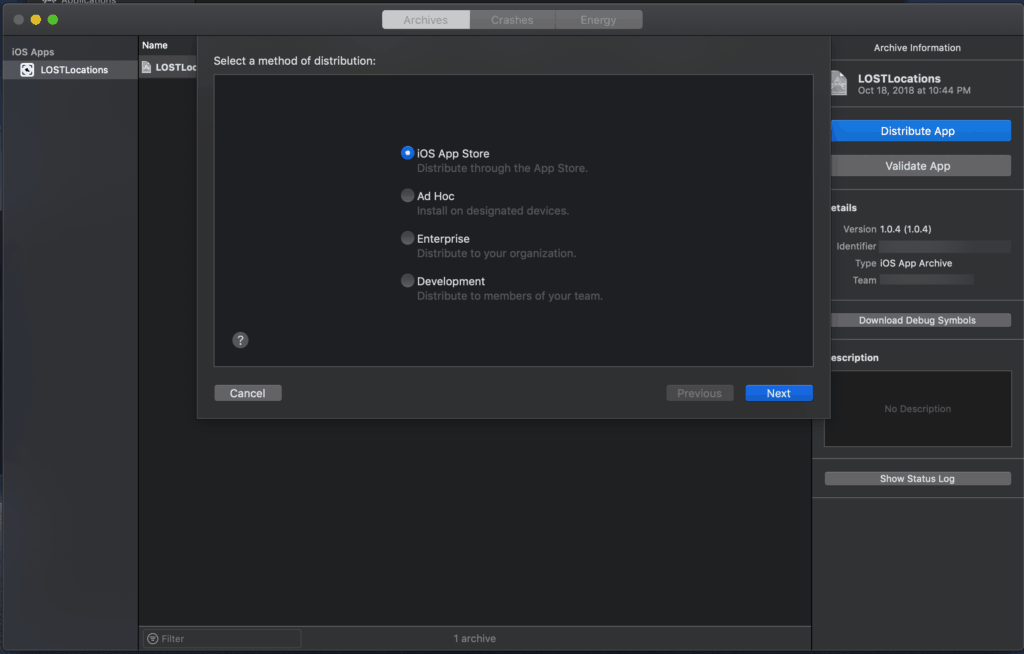 Applications
Archives
Crashes
Energy
iOS Apps
LOSTLocations
Name
LOSTLoc
Select a method of distribution:
iOS App Store
Distribute through the App Store.
Ad Hoc
Install on designated devices.
Enterprise
Distribute to your organization.
Development
Distribute to members of your team.
?
Cancel
Previous
Next
Archive Information
LOSTLocations
Oct 18, 2018 at 10:44 PM
Distribute App
Validate App
etails
Version 1.0.4 (1.0.4)
Identifier
Type iOS App Archive
Team
Download Debug Symbols
escription
No Description
Show Status Log
Filter
1 archive